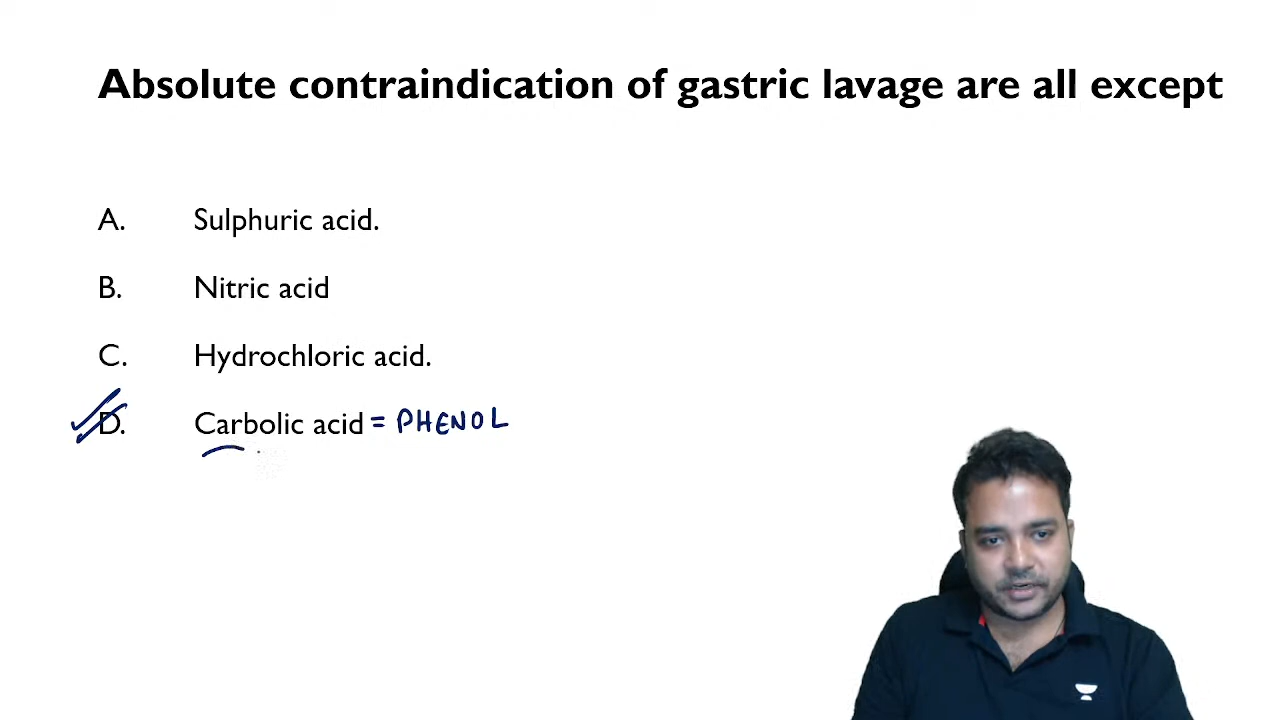 Absolute contraindication of gastric lavage are all except
A. Sulphuric acid.
B. Nitric acid
C. Hydrochloric acid.
D. Carbolic acid = PHENOL